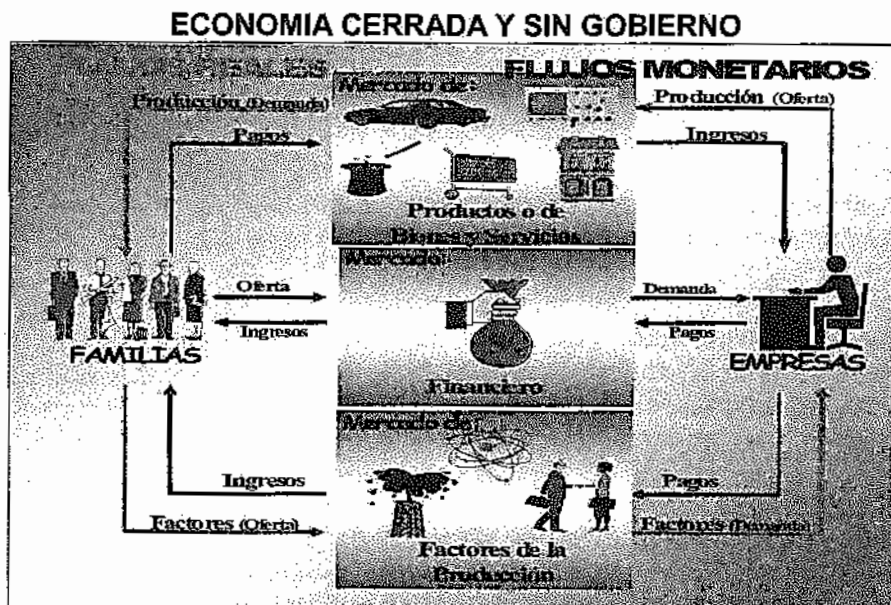 ECONOMIA CERRADA Y SIN GOBIERNO
FLUJOS MONETARIOS
Mercado de:
Producción (Demanda)
Pagos
Producción (Oferta)
Ingresos
Productos o de
Bienes y Servicios
Mercado:
Oferta
Ingresos
Demanda
Pagos
FAMILIAS
EMPRESAS
Financiero
Mercado de:
Ingresos
Factores (Oferta)
Pagos
Factores (Demanda)
Factores de la
Producción